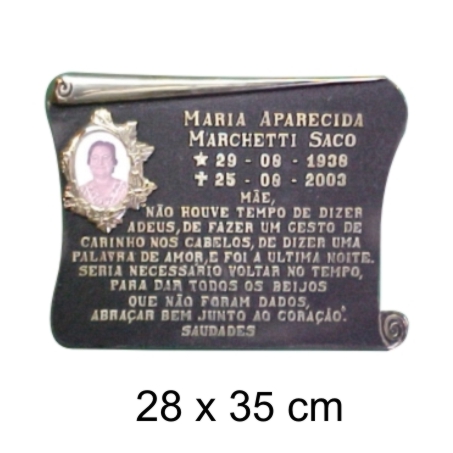 MARIA APARECIDA
MARCHETTI SACO
★ 29 - 08 - 1938
✝ 25 - 08 - 2003
MÃE,
NÃO HOUVE TEMPO DE DIZER
ADEUS, DE FAZER UM GESTO DE
CARINHO NOS CABELOS, DE DIZER UMA
PALAVRA DE AMOR, E FOI A ULTIMA NOITE.
SERIA NECESSÁRIO VOLTAR NO TEMPO,
PARA DAR TODOS OS BEIJOS
QUE NÃO FORAM DADOS,
ABRAÇAR BEM JUNTO AO CORAÇÃO.
SAUDADES
28 x 35 cm